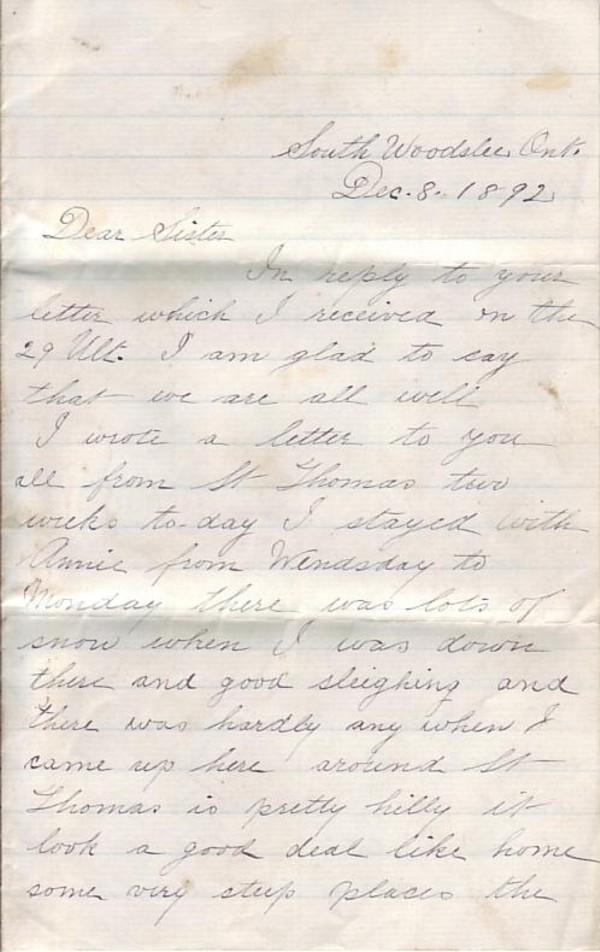 South Woodslee Ont.
Dec. 8. 1892
Dear Sister
In reply to your
letter which I received on the
29 Ult. I am glad to say
that we are all well
I wrote a letter to you
all from St Thomas two
weeks to-day I stayed with
Annie from Wendsday to
Monday there was lots of
snow when I was down
there and good sleighing and
there was hardly any when I
came up here around St
Thomas is pretty hilly it
look a good deal like home
some very steep places the